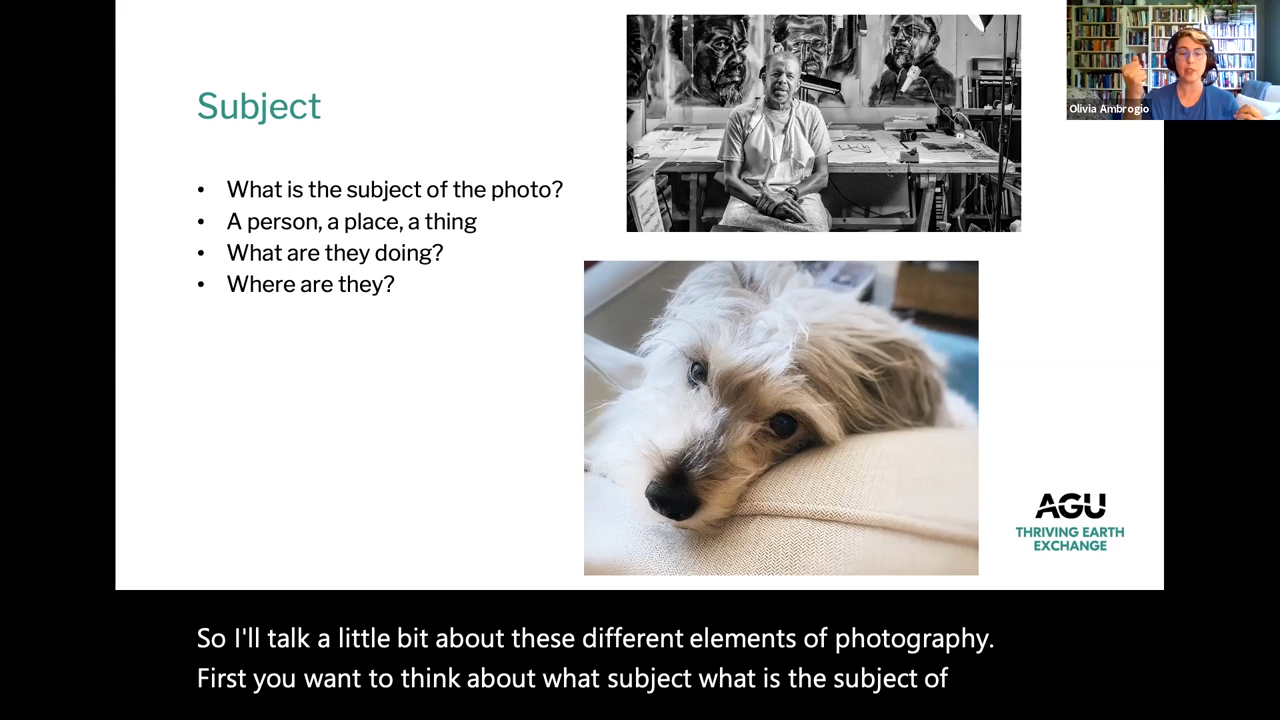 Subject
• What is the subject of the photo?
• A person, a place, a thing
• What are they doing?
• Where are they?
Olivia Ambrogio
AGU
THRIVING EARTH
EXCHANGE
So I'll talk a little bit about these different elements of photography.
First you want to think about what subject what is the subject of